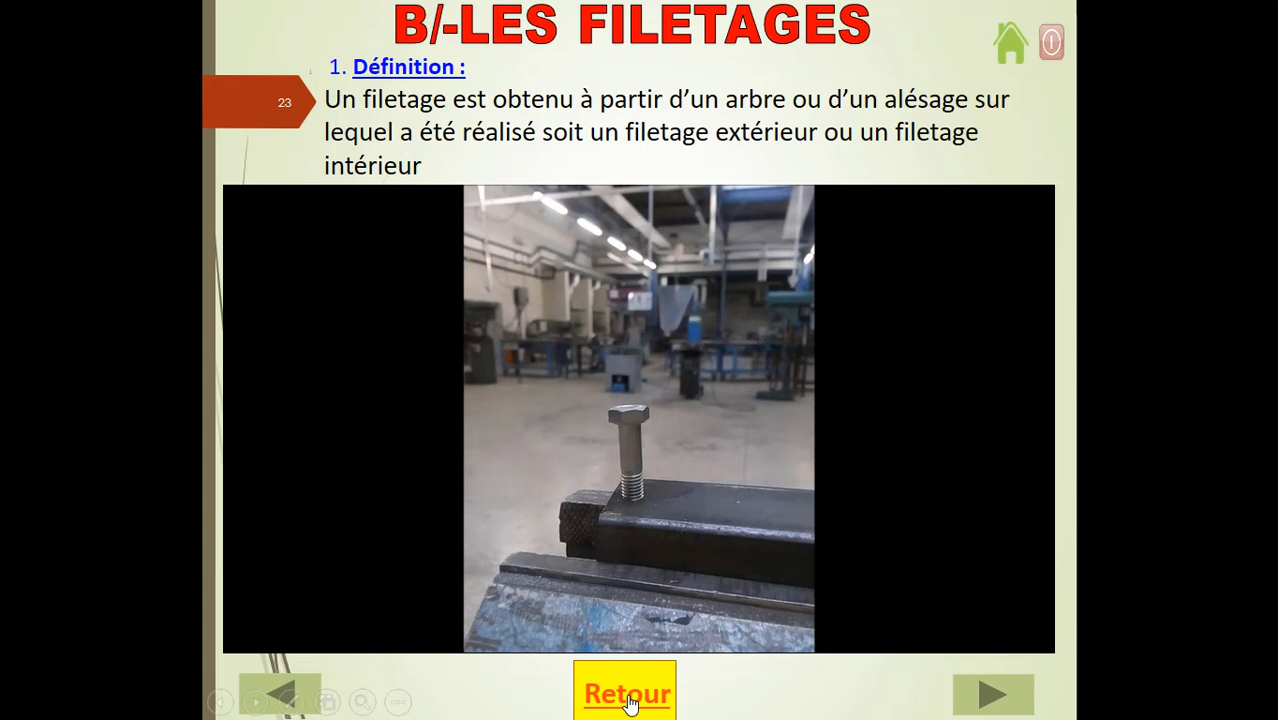 B/-LES FILETAGES
1. Définition :
23
Un filetage est obtenu à partir d’un arbre ou d’un alésage sur
lequel a été réalisé soit un filetage extérieur ou un filetage
intérieur
Retour